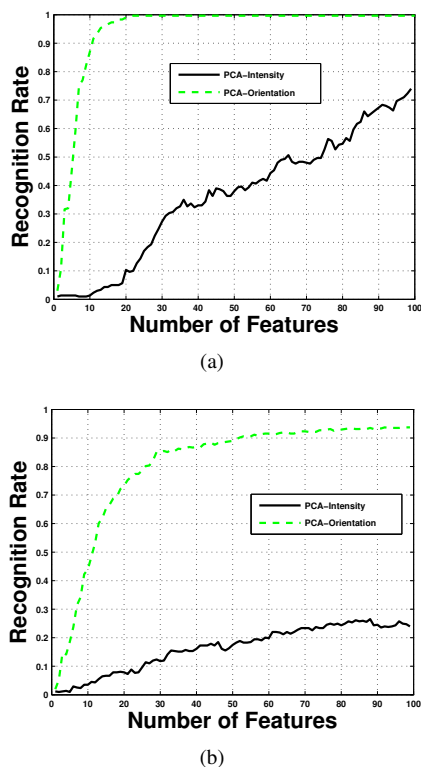 1
0.9
0.8
0.7
0.6
0.5
0.4
0.3
0.2
0.1
0
Recognition Rate
PCA-Intensity
PCA-Orientation
0 10 20 30 40 50 60 70 80 90 100
Number of Features
(a)
1
0.9
0.8
0.7
0.6
0.5
0.4
0.3
0.2
0.1
0
Recognition Rate
PCA-Intensity
PCA-Orientation
0 10 20 30 40 50 60 70 80 90 100
Number of Features
(b)